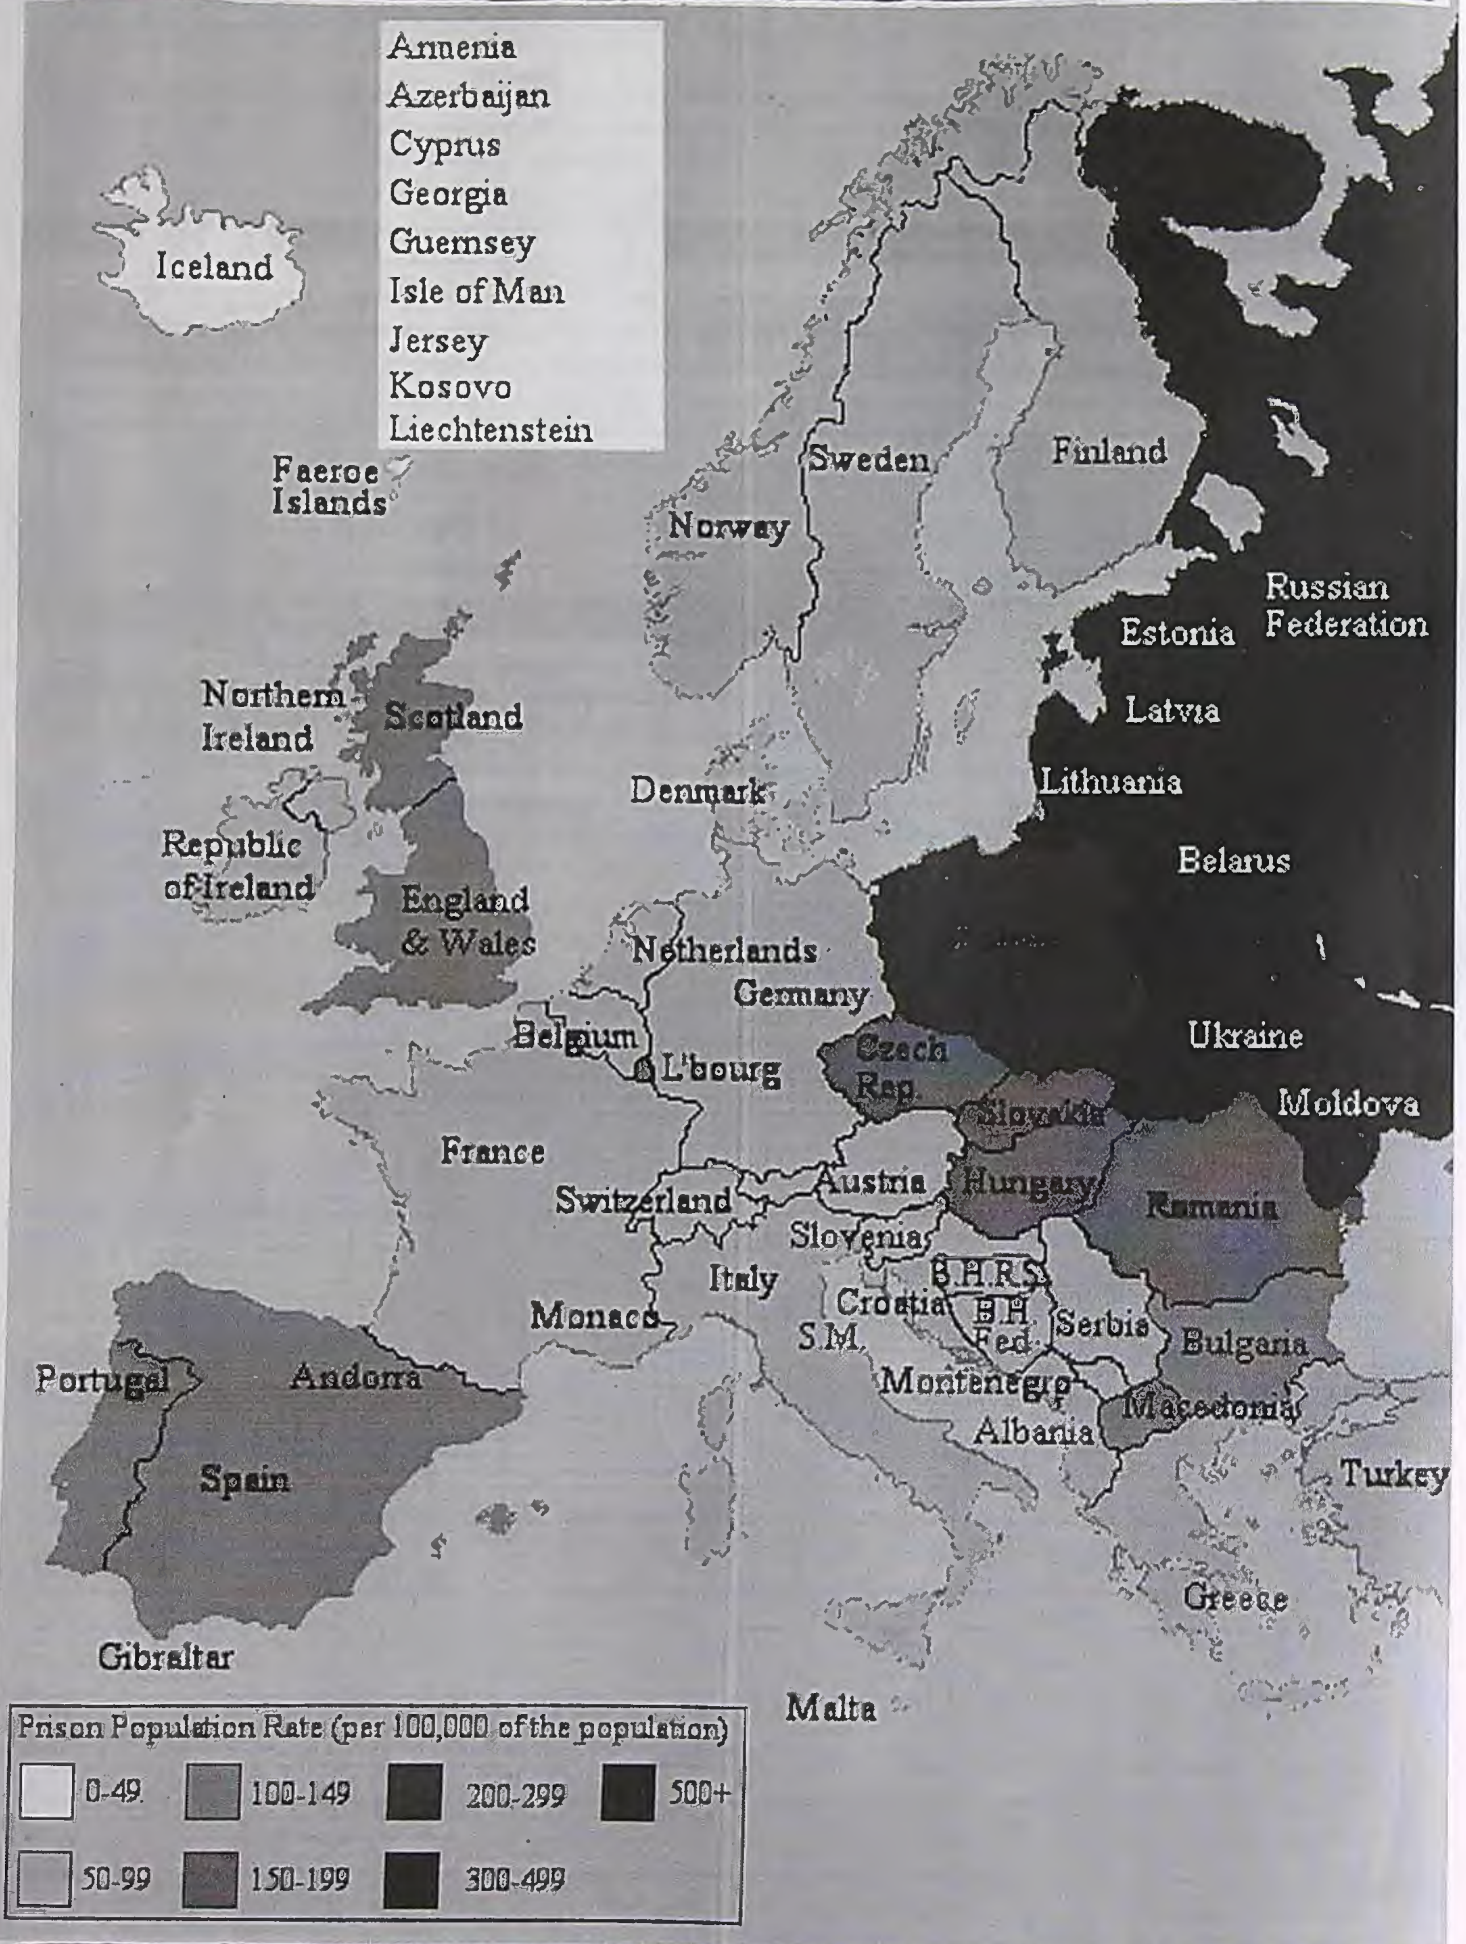 Armenia
Azerbaijan
Cyprus
Georgia
Guernsey
Isle of Man
Jersey
Kosovo
Liechtenstein
Iceland
Faeroe
Islands
Sweden
Finland
Norway
Russian
Federation
Estonia
Northern
Ireland
Scotland
Latvia
Denmark
Lithuania
Republic
of Ireland
Belarus
England
& Wales
Netherlands
Germany
Belgium
Ukraine
Czech
Rep
L'bourg
Slovakia
Moldova
France
Switzerland
Austria
Hungary
Romania
Slovenia
Italy
B.H.R.S.
Monaco
Croatia
B.H.
Fed.
Serbia
S.M.
Bulgaria
Portugal
Andorra
Montenegro
Macedonia
Albania
Spain
Turkey
Greece
Gibraltar
Malta
Prison Population Rate (per 100,000 of the population)
0-49
100-149
200-299
500+
50-99
150-199
300-499